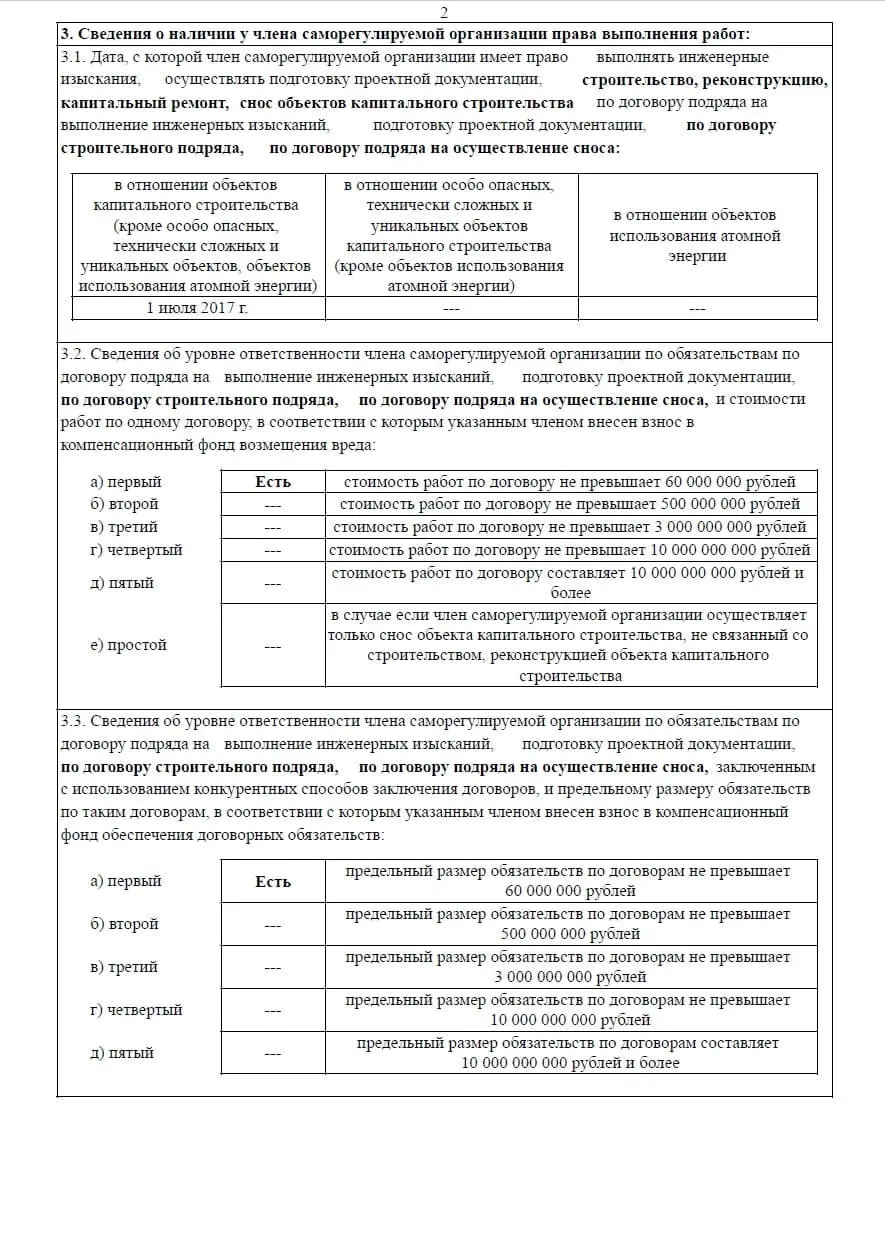 2
3. Сведения о наличии у члена саморегулируемой организации права выполнения работ:
3.1. Дата, с которой член саморегулируемой организации имеет право выполнять инженерные
изыскания, осуществлять подготовку проектной документации, строительство, реконструкцию,
капитальный ремонт, снос объектов капитального строительства по договору подряда на
выполнение инженерных изысканий, подготовку проектной документации, по договору
строительного подряда, по договору подряда на осуществление сноса:
в отношении объектов
капитального строительства
(кроме особо опасных,
технически сложных и
уникальных объектов, объектов
использования атомной энергии)
в отношении особо опасных,
технически сложных и
уникальных объектов
капитального строительства
(кроме объектов использования
атомной энергии)
в отношении объектов
использования атомной
энергии
1 июля 2017 г.
---
---
3.2. Сведения об уровне ответственности члена саморегулируемой организации по обязательствам по
договору подряда на выполнение инженерных изысканий, подготовку проектной документации,
по договору строительного подряда, по договору подряда на осуществление сноса, и стоимости
работ по одному договору, в соответствии с которым указанным членом внесен взнос в
компенсационный фонд возмещения вреда:
а) первый Есть стоимость работ по договору не превышает 60 000 000 рублей
б) второй --- стоимость работ по договору не превышает 500 000 000 рублей
в) третий --- стоимость работ по договору не превышает 3 000 000 000 рублей
г) четвертый --- стоимость работ по договору не превышает 10 000 000 000 рублей
д) пятый --- стоимость работ по договору составляет 10 000 000 000 рублей и
более
е) простой --- в случае если член саморегулируемой организации осуществляет
только снос объекта капитального строительства, не связанный со
строительством, реконструкцией объекта капитального
строительства
3.3. Сведения об уровне ответственности члена саморегулируемой организации по обязательствам по
договору подряда на выполнение инженерных изысканий, подготовку проектной документации,
по договору строительного подряда, по договору подряда на осуществление сноса, заключенным
с использованием конкурентных способов заключения договоров, и предельному размеру обязательств
по таким договорам, в соответствии с которым указанным членом внесен взнос в компенсационный
фонд обеспечения договорных обязательств:
а) первый Есть предельный размер обязательств по договорам не превышает
60 000 000 рублей
б) второй --- предельный размер обязательств по договорам не превышает
500 000 000 рублей
в) третий --- предельный размер обязательств по договорам не превышает
3 000 000 000 рублей
г) четвертый --- предельный размер обязательств по договорам не превышает
10 000 000 000 рублей
д) пятый --- предельный размер обязательств по договорам составляет
10 000 000 000 рублей и более